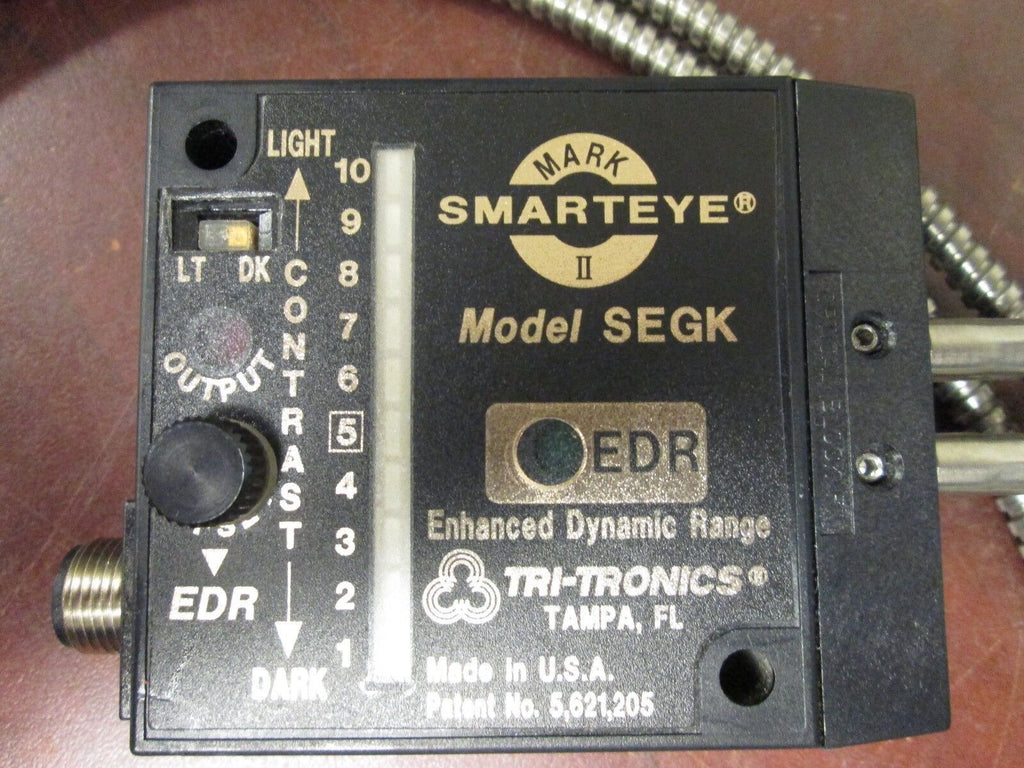 LIGHT
10
9
8
7
6
5
4
3
2
1
CONTRAST
DARK
LT DK
OUTPUT
EDR
MARK
SMARTEYE®
II
Model SEGK
EDR
Enhanced Dynamic Range
TRI-TRONICS®
TAMPA, FL
Made in U.S.A.
Patent No. 5,621,205